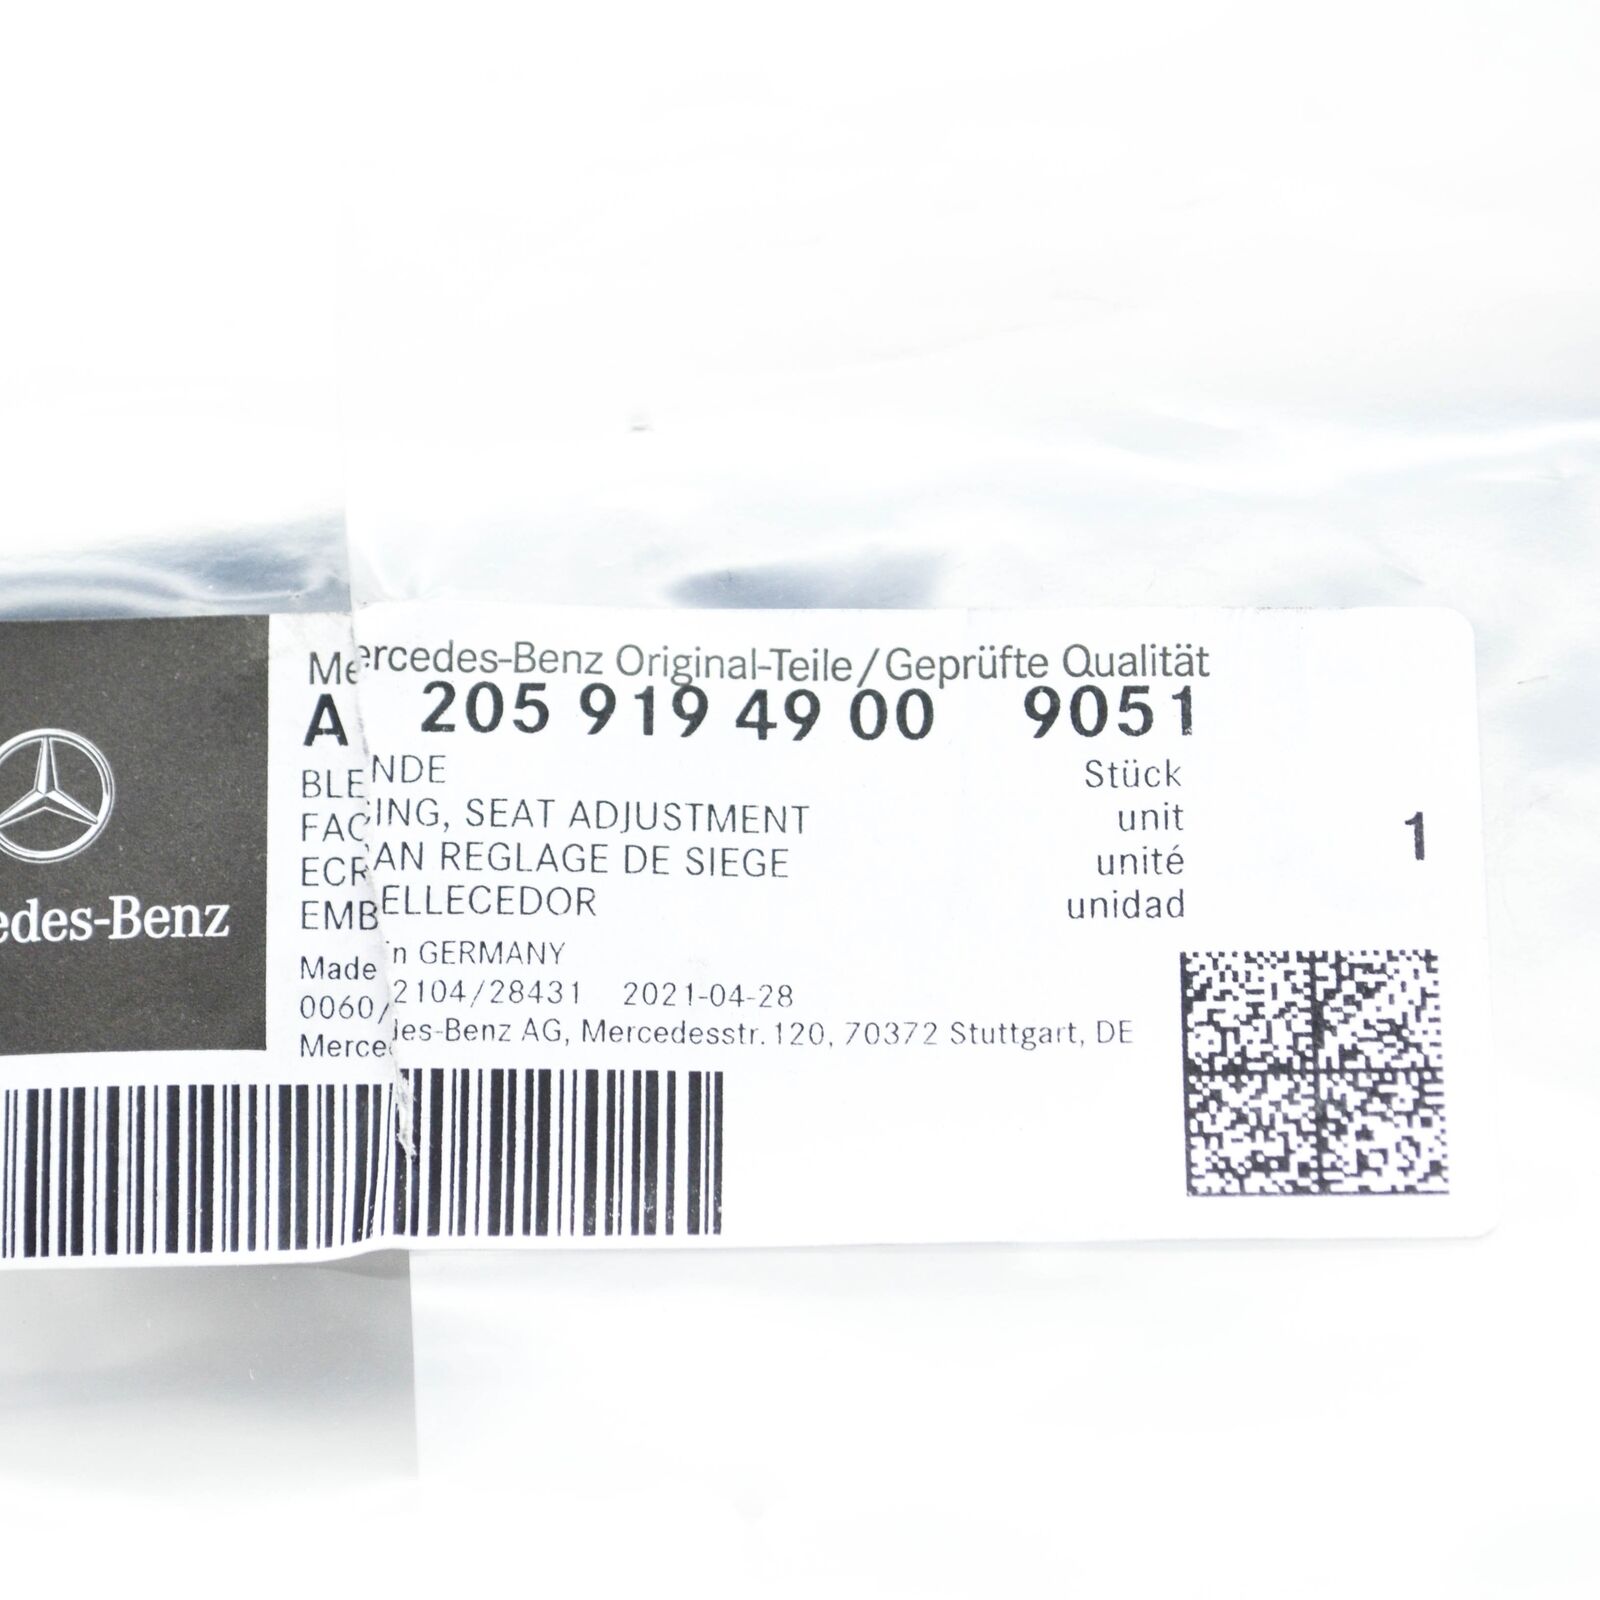 Mercedes-Benz Original-Teile/Geprüfte Qualität
A 205 919 49 00 9051
BLENDE Stück
FACING, SEAT ADJUSTMENT unit
ECRAN REGLAGE DE SIEGE unité 1
EMBELLECEDOR unidad
Made in GERMANY
0060/2104/28431 2021-04-28
Mercedes-Benz AG, Mercedesstr. 120, 70372 Stuttgart, DE
edes-Benz